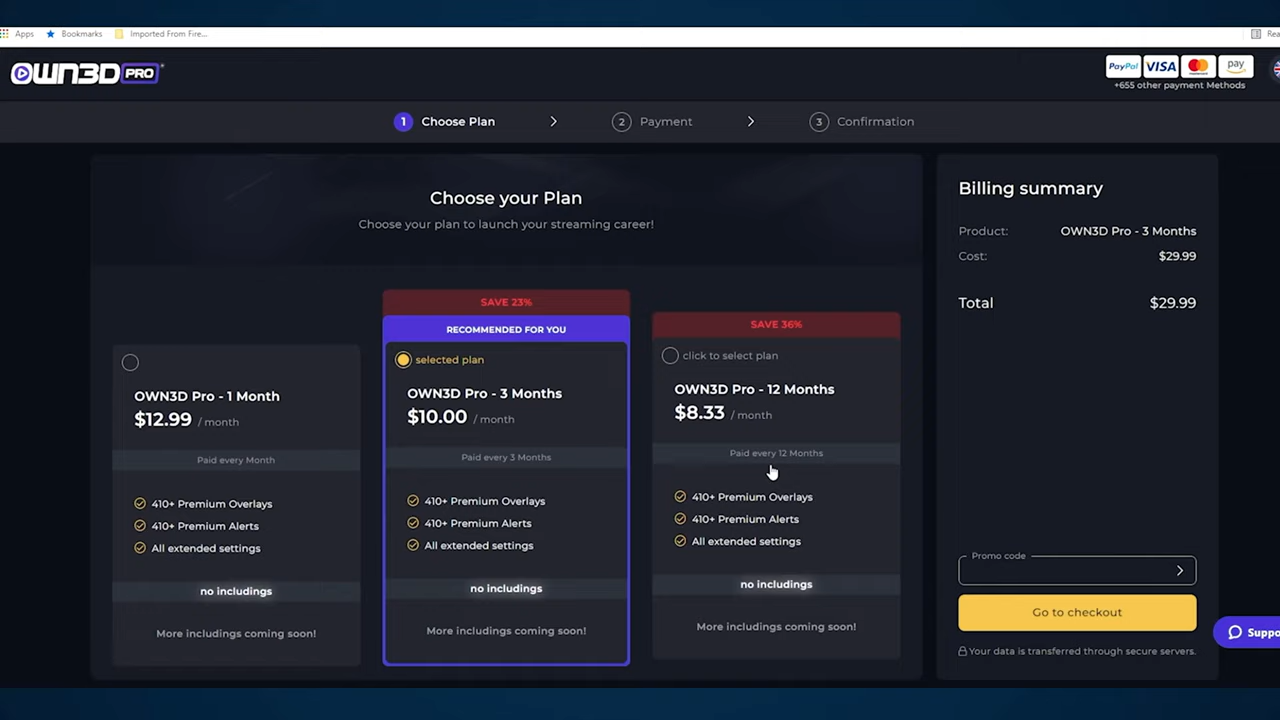 Apps
Bookmarks
Imported From Fire...
OWN3D PRO
PayPal VISA mastercard pay
+655 other payment Methods
1 Choose Plan
2 Payment
3 Confirmation
Choose your Plan
Choose your plan to launch your streaming career!
OWN3D Pro - 1 Month
$12.99 / month
Paid every Month
410+ Premium Overlays
410+ Premium Alerts
All extended settings
no includings
More includings coming soon!
SAVE 23%
RECOMMENDED FOR YOU
selected plan
OWN3D Pro - 3 Months
$10.00 / month
Paid every 3 Months
410+ Premium Overlays
410+ Premium Alerts
All extended settings
no includings
More includings coming soon!
SAVE 36%
click to select plan
OWN3D Pro - 12 Months
$8.33 / month
Paid every 12 Months
410+ Premium Overlays
410+ Premium Alerts
All extended settings
no includings
More includings coming soon!
Billing summary
Product: OWN3D Pro - 3 Months
Cost: $29.99
Total $29.99
Promo code
Go to checkout
Your data is transferred through secure servers.
Suppo